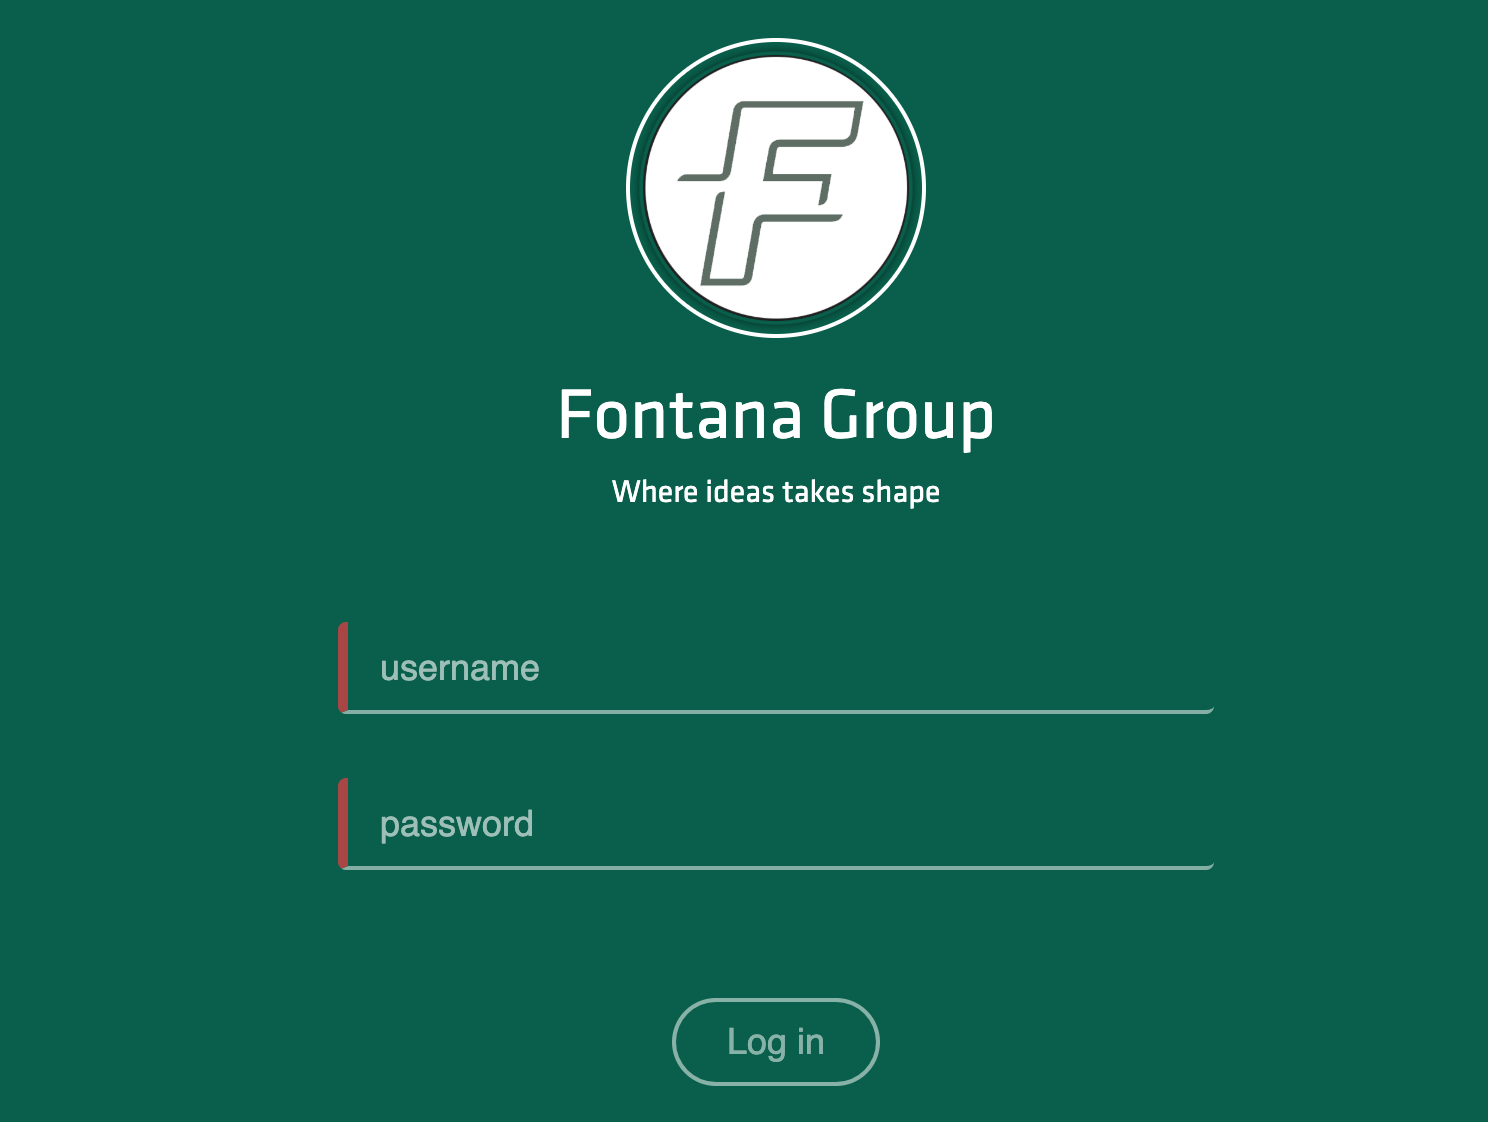 F
Fontana Group
Where ideas takes shape
username
password
Log in